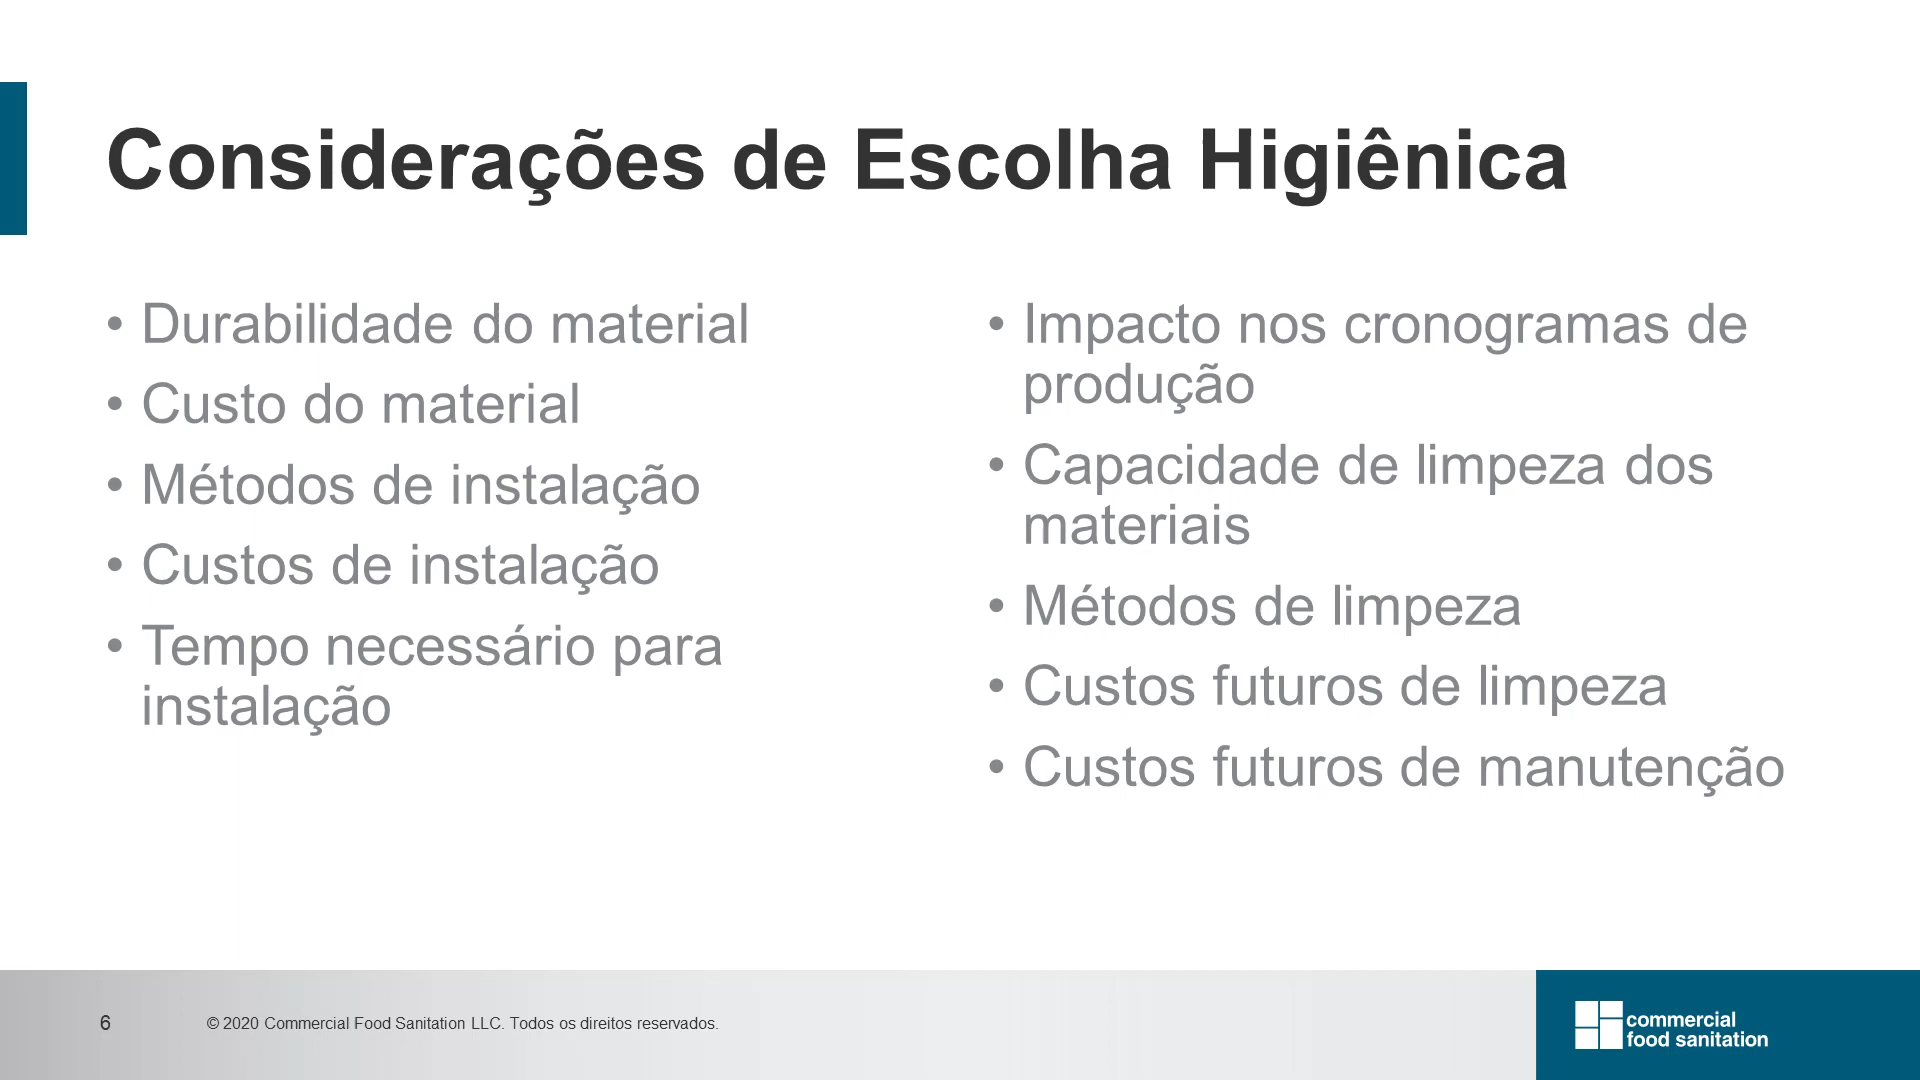 Considerações de Escolha Higiênica
• Durabilidade do material
• Custo do material
• Métodos de instalação
• Custos de instalação
• Tempo necessário para
instalação
• Impacto nos cronogramas de
produção
• Capacidade de limpeza dos
materiais
• Métodos de limpeza
• Custos futuros de limpeza
• Custos futuros de manutenção
6
© 2020 Commercial Food Sanitation LLC. Todos os direitos reservados.
commercial
food sanitation